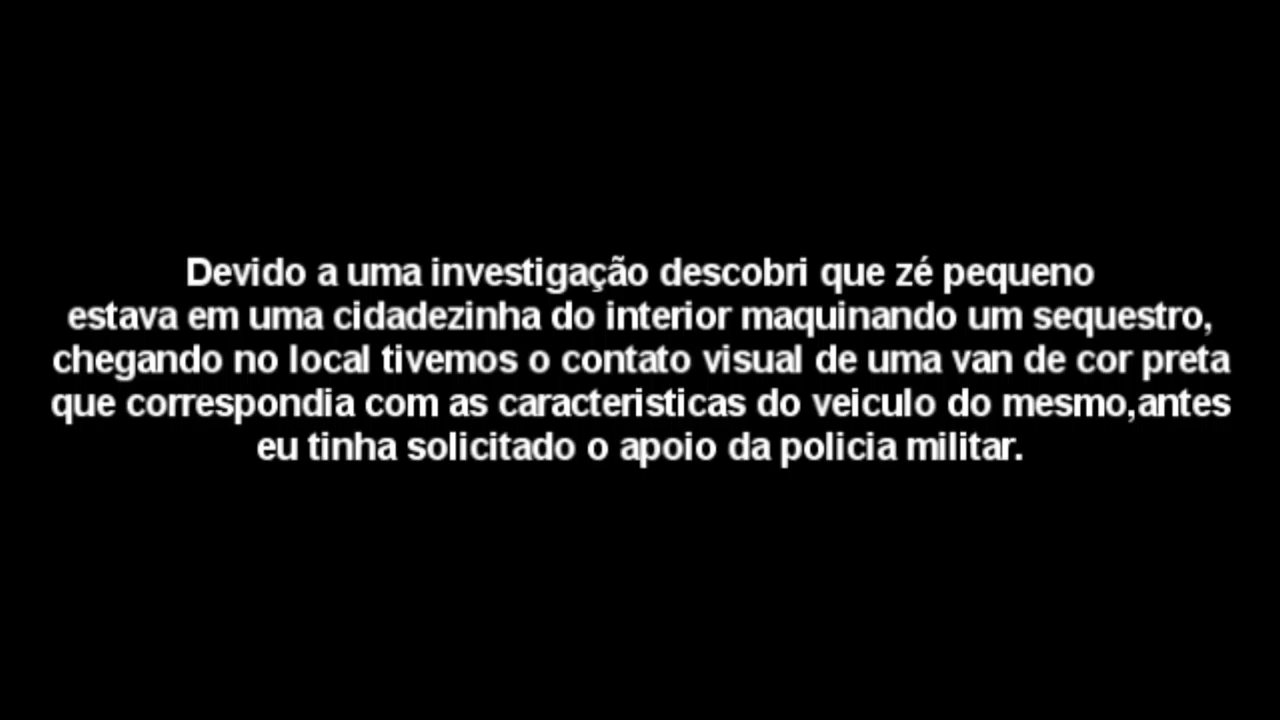 Devido a uma investigação descobri que zé pequeno
estava em uma cidadezinha do interior maquinando um sequestro,
chegando no local tivemos o contato visual de uma van de cor preta
que correspondia com as caracteristicas do veiculo do mesmo,antes
eu tinha solicitado o apoio da policia militar.